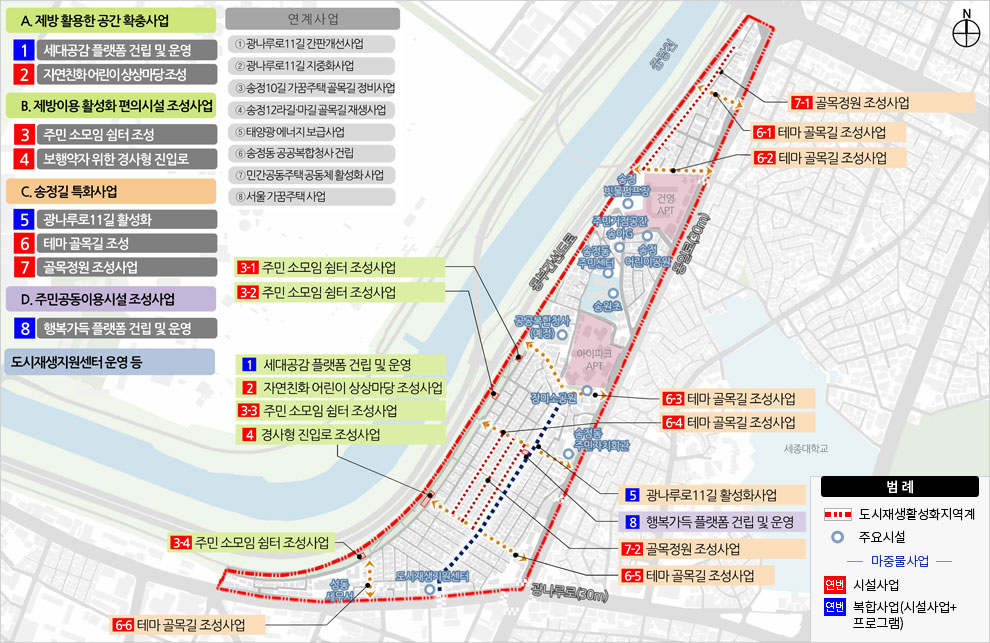 A. 제방 활용한 공간 확충사업
1 세대공감 플랫폼 건립 및 운영
2 자연친화 어린이 상상마당 조성
B. 제방이용 활성화 편의시설 조성사업
3 주민 소모임 쉼터 조성
4 보행약자 위한 경사형 진입로
C. 송정길 특화사업
5 광나루로11길 활성화
6 테마 골목길 조성
7 골목정원 조성사업
D. 주민공동이용시설 조성사업
8 행복가득 플랫폼 건립 및 운영
도시재생지원센터 운영 등
연계사업
① 광나루로11길 간판개선사업
② 광나루로11길 지중화사업
③ 송정10길 가꿈주택 골목길 정비사업
④ 송정12라길·마길 골목길 재생사업
⑤ 태양광 에너지 보급사업
⑥ 송정동 공공복합청사 건립
⑦ 민간공동주택 공동체 활성화 사업
⑧ 서울 가꿈주택 사업
N
중랑천
7-1 골목정원 조성사업
6-1 테마 골목길 조성사업
6-2 테마 골목길 조성사업
송정
빗물펌프장
건영
APT
주민거점공간
송아G
송정
어린이공원
송정동
주민센터
동일로(30m)
동부간선도로
송원초
공공복합청사
(예정)
아이파크
APT
장미소공원
3-1 주민 소모임 쉼터 조성사업
3-2 주민 소모임 쉼터 조성사업
1 세대공감 플랫폼 건립 및 운영
2 자연친화 어린이 상상마당 조성사업
3-3 주민 소모임 쉼터 조성사업
4 경사형 진입로 조성사업
6-3 테마 골목길 조성사업
6-4 테마 골목길 조성사업
송정동
주민자치회관
세종대학교
5 광나루로11길 활성화사업
8 행복가득 플랫폼 건립 및 운영
7-2 골목정원 조성사업
6-5 테마 골목길 조성사업
3-4 주민 소모임 쉼터 조성사업
성동
세무서
도시재생지원센터
광나루로(30m)
6-6 테마 골목길 조성사업
범 례
도시재생활성화지역계
주요시설
마중물사업
연번 시설사업
연번 복합사업(시설사업+
프로그램)